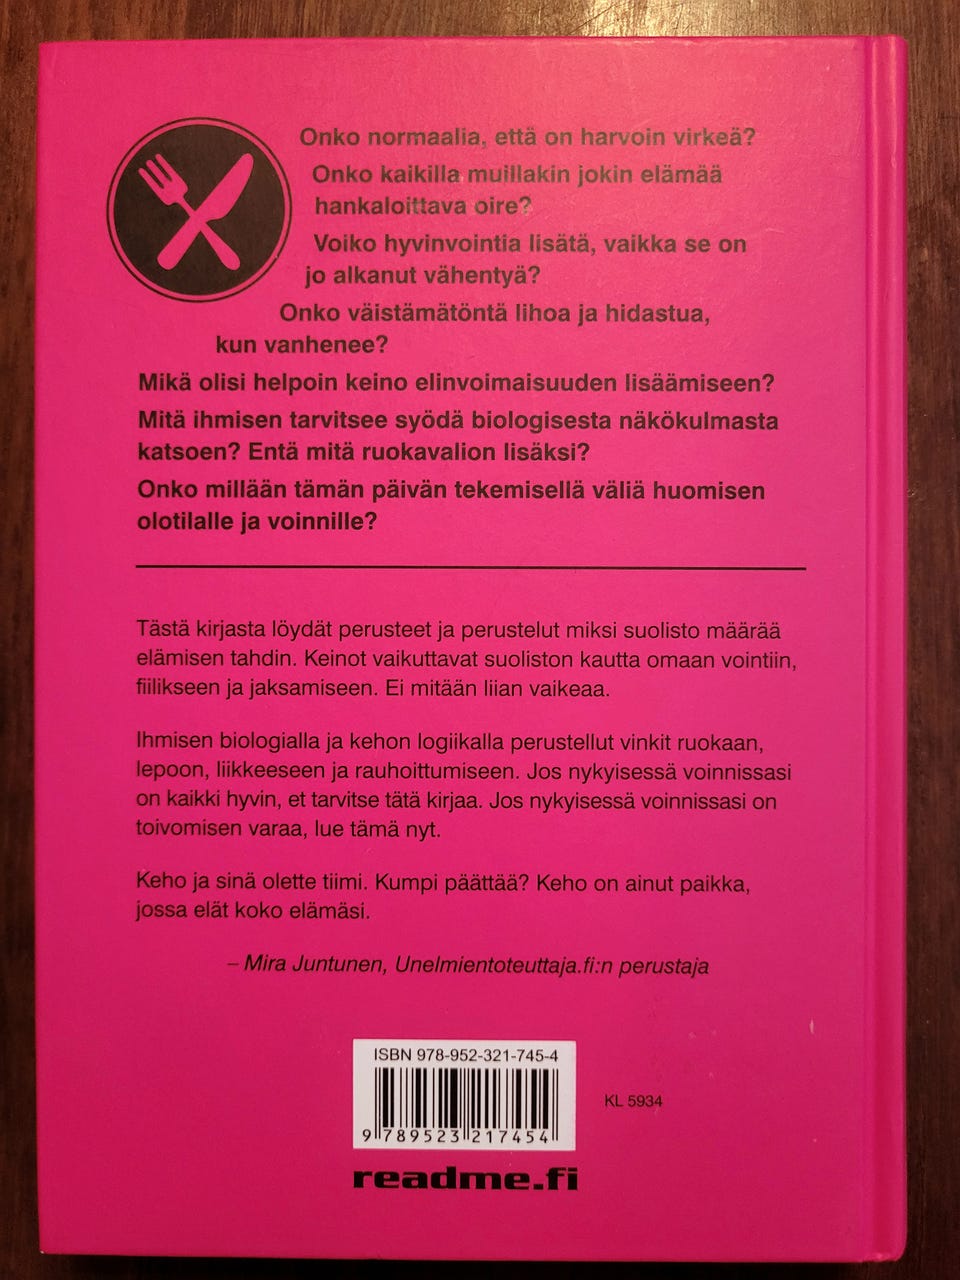 Onko normaalia, että on harvoin virkeä?
Onko kaikilla muillakin jokin elämää
hankaloittava oire?
Voiko hyvinvointia lisätä, vaikka se on
jo alkanut vähentyä?
Onko väistämätöntä lihoa ja hidastua,
kun vanhenee?
Mikä olisi helpoin keino elinvoimaisuuden lisäämiseen?
Mitä ihmisen tarvitsee syödä biologisesta näkökulmasta
katsoen? Entä mitä ruokavalion lisäksi?
Onko millään tämän päivän tekemisellä väliä huomisen
olotilalle ja voinnille?
Tästä kirjasta löydät perusteet ja perustelut miksi suolisto määrää
elämisen tahdin. Keinot vaikuttavat suoliston kautta omaan vointiin,
fiilikseen ja jaksamiseen. Ei mitään liian vaikeaa.
Ihmisen biologialla ja kehon logiikalla perustellut vinkit ruokaan,
lepoon, liikkeeseen ja rauhoittumiseen. Jos nykyisessä voinnissasi
on kaikki hyvin, et tarvitse tätä kirjaa. Jos nykyisessä voinnissasi on
toivomisen varaa, lue tämä nyt.
Keho ja sinä olette tiimi. Kumpi päättää? Keho on ainut paikka,
jossa elät koko elämäsi.
– Mira Juntunen, Unelmientoteuttaja.fi:n perustaja
ISBN 978-952-321-745-4
KL 5934
9 789523 217454
readme.fi